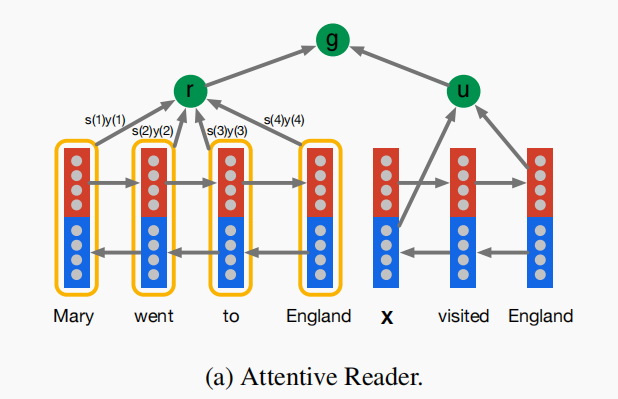 g
r
u
s(1)y(1)
s(2)y(2)
s(3)y(3)
s(4)y(4)
Mary went to England X visited England
(a) Attentive Reader.